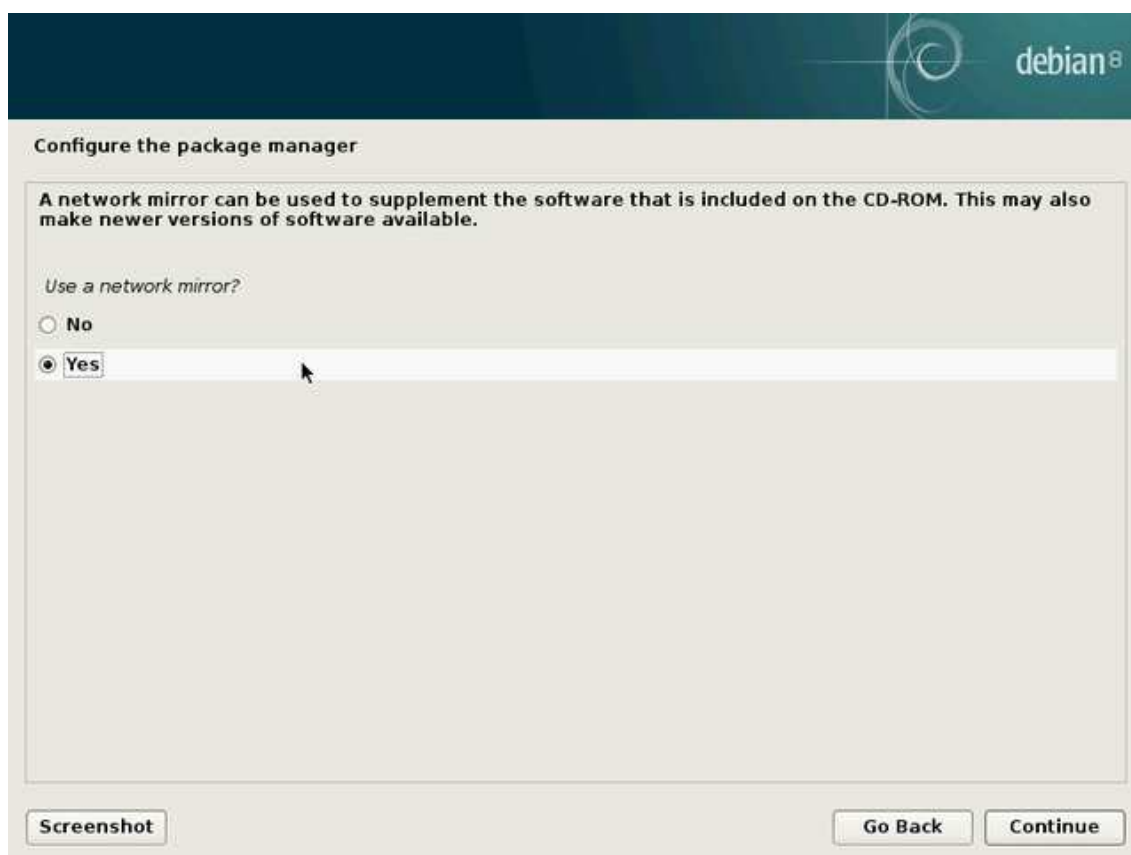 debian 8
Configure the package manager
A network mirror can be used to supplement the software that is included on the CD-ROM. This may also
make newer versions of software available.
Use a network mirror?
No
Yes
Screenshot
Go Back
Continue